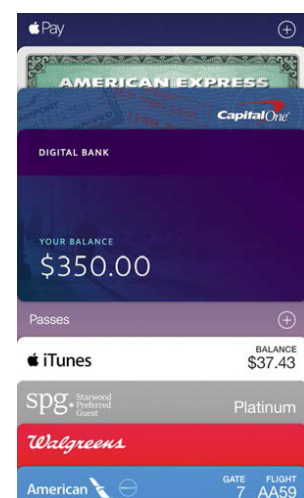 Pay
AMERICAN EXPRESS
CapitalOne
DIGITAL BANK
YOUR BALANCE
$350.00
Passes
iTunes
BALANCE
$37.43
spg Starwood
Preferred
Guest
Platinum
Walgreens
American
GATE FLIGHT
7 AA59